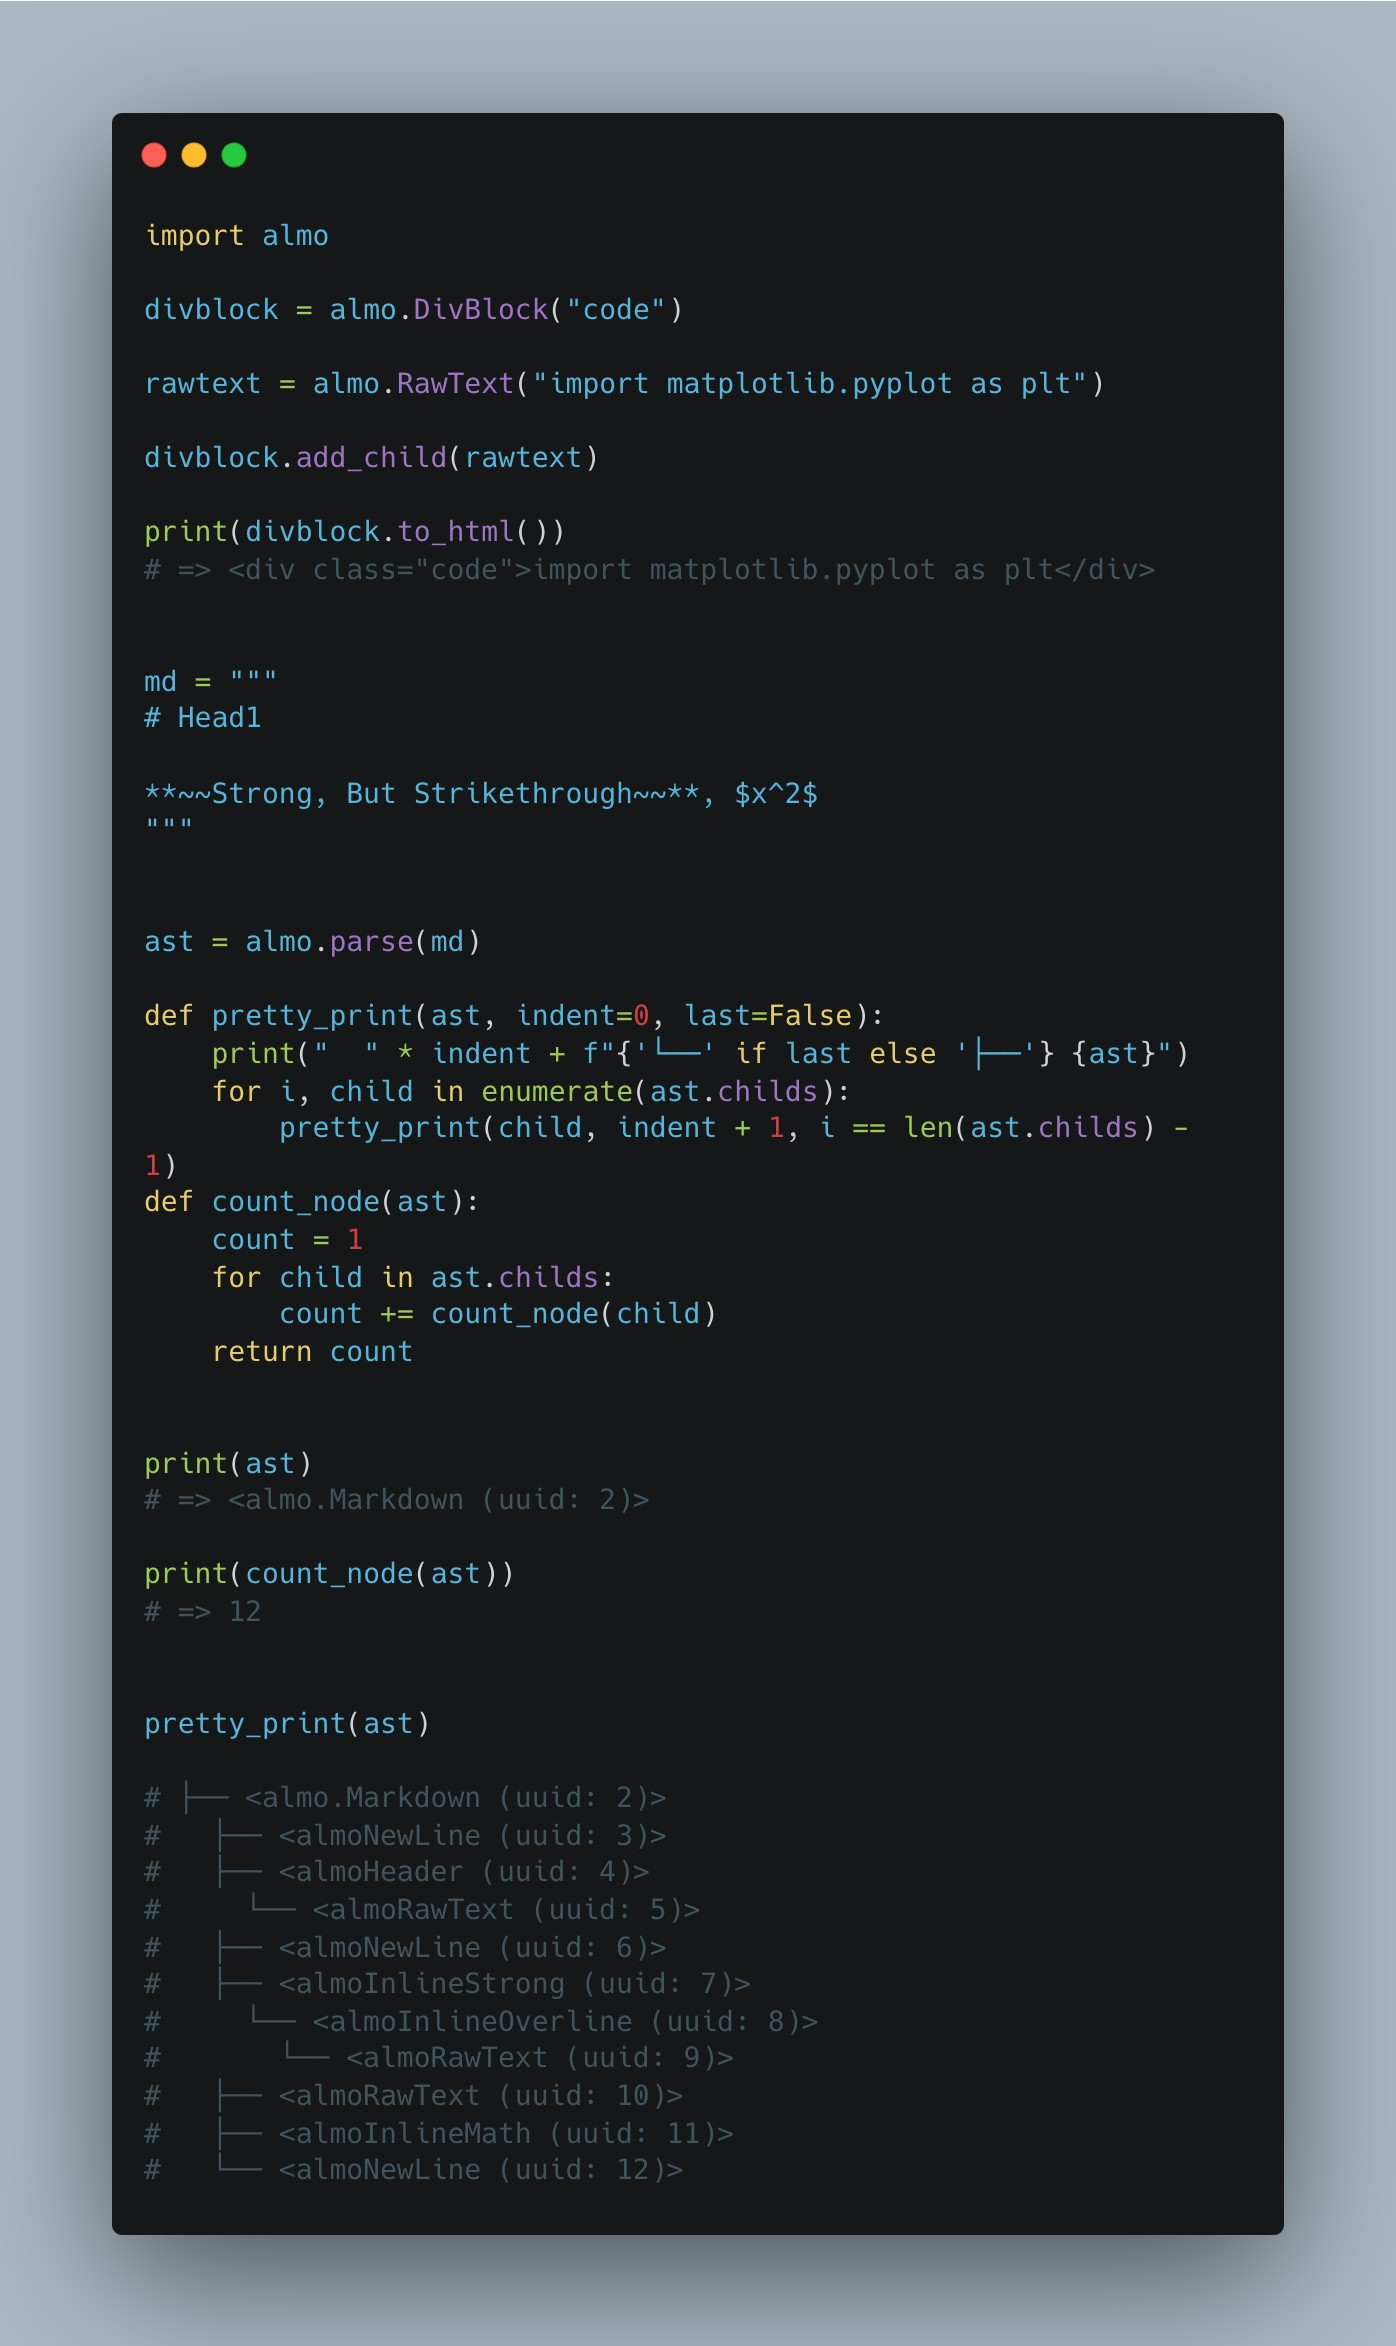 import almo

divblock = almo.DivBlock("code")

rawtext = almo.RawText("import matplotlib.pyplot as plt")

divblock.add_child(rawtext)

print(divblock.to_html())
# => <div class="code">import matplotlib.pyplot as plt</div>


md = """
# Head1

**~~Strong, But Strikethrough~~**, $x^2$
"""


ast = almo.parse(md)

def pretty_print(ast, indent=0, last=False):
    print("  " * indent + f"{'└──' if last else '├──'} {ast}")
    for i, child in enumerate(ast.childs):
        pretty_print(child, indent + 1, i == len(ast.childs) -
1)
def count_node(ast):
    count = 1
    for child in ast.childs:
        count += count_node(child)
    return count


print(ast)
# => <almo.Markdown (uuid: 2)>

print(count_node(ast))
# => 12


pretty_print(ast)

# ├── <almo.Markdown (uuid: 2)>
#   ├── <almoNewLine (uuid: 3)>
#   ├── <almoHeader (uuid: 4)>
#     └── <almoRawText (uuid: 5)>
#   ├── <almoNewLine (uuid: 6)>
#   ├── <almoInlineStrong (uuid: 7)>
#     └── <almoInlineOverline (uuid: 8)>
#       └── <almoRawText (uuid: 9)>
#   ├── <almoRawText (uuid: 10)>
#   ├── <almoInlineMath (uuid: 11)>
#   └── <almoNewLine (uuid: 12)>